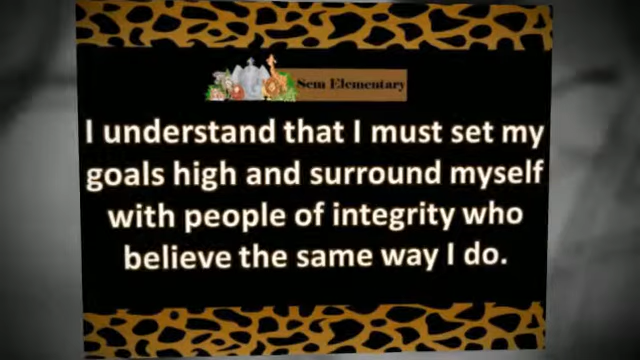 Sem Elementary
I understand that I must set my
goals high and surround myself
with people of integrity who
believe the same way I do.